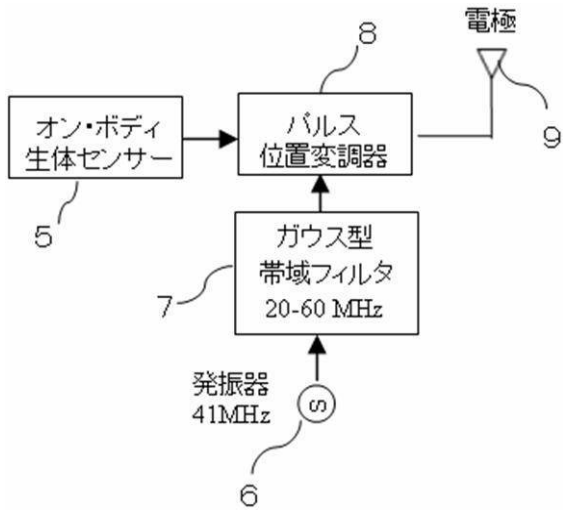 電極
8
オン・ボディ
生体センサー
パルス
位置変調器
9
5
ガウス型
帯域フィルタ
20-60 MHz
7
発振器
41MHz
S
6